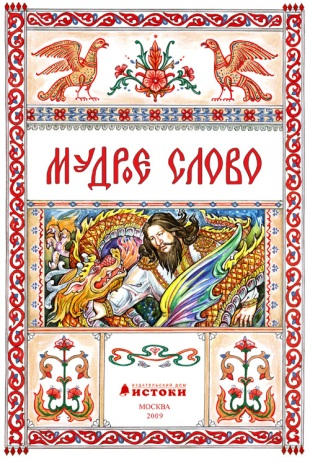 МУДРОЕ СЛОВО
ИЗДАТЕЛЬСКИЙ ДОМ
ИСТОКИ
МОСКВА
2009